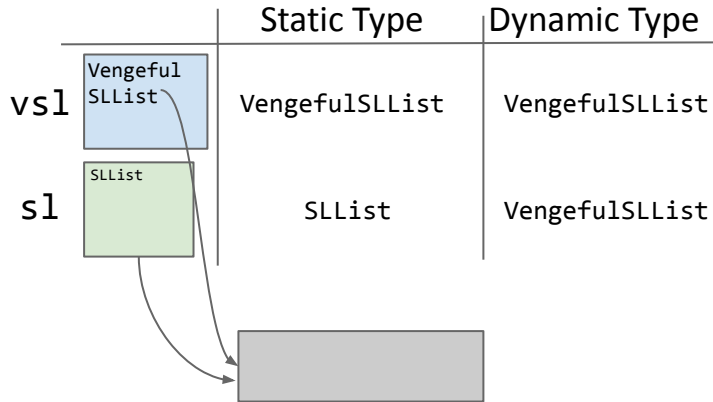 Static Type Dynamic Type
vsl Vengeful SLList VengefulSLList VengefulSLList
sl SLList SLList VengefulSLList